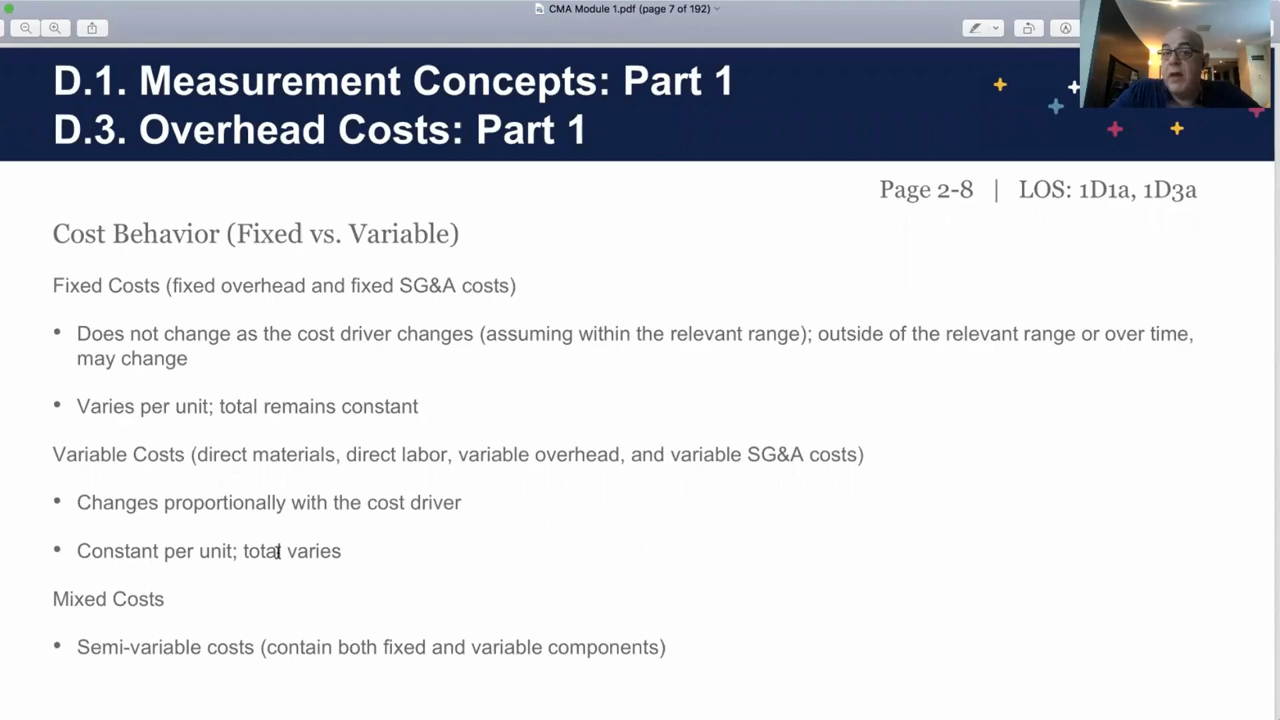 CMA Module 1.pdf (page 7 of 192)
D.1. Measurement Concepts: Part 1
D.3. Overhead Costs: Part 1
Page 2-8 | LOS: 1D1a, 1D3a
Cost Behavior (Fixed vs. Variable)
Fixed Costs (fixed overhead and fixed SG&A costs)
• Does not change as the cost driver changes (assuming within the relevant range); outside of the relevant range or over time,
may change
• Varies per unit; total remains constant
Variable Costs (direct materials, direct labor, variable overhead, and variable SG&A costs)
• Changes proportionally with the cost driver
• Constant per unit; total varies
Mixed Costs
• Semi-variable costs (contain both fixed and variable components)